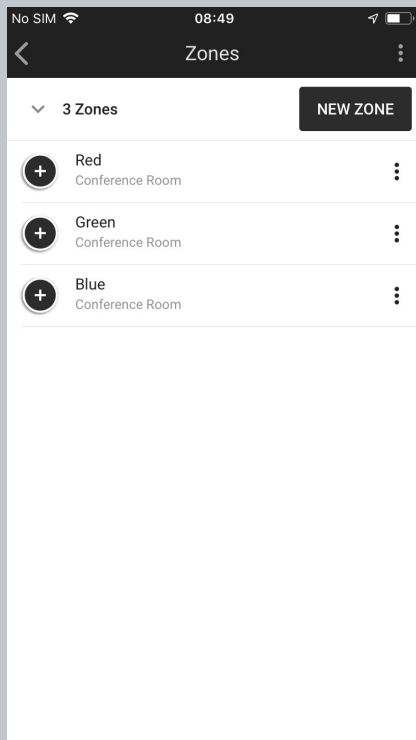 No SIM 08:49
Zones
3 Zones NEW ZONE
Red
Conference Room
Green
Conference Room
Blue
Conference Room